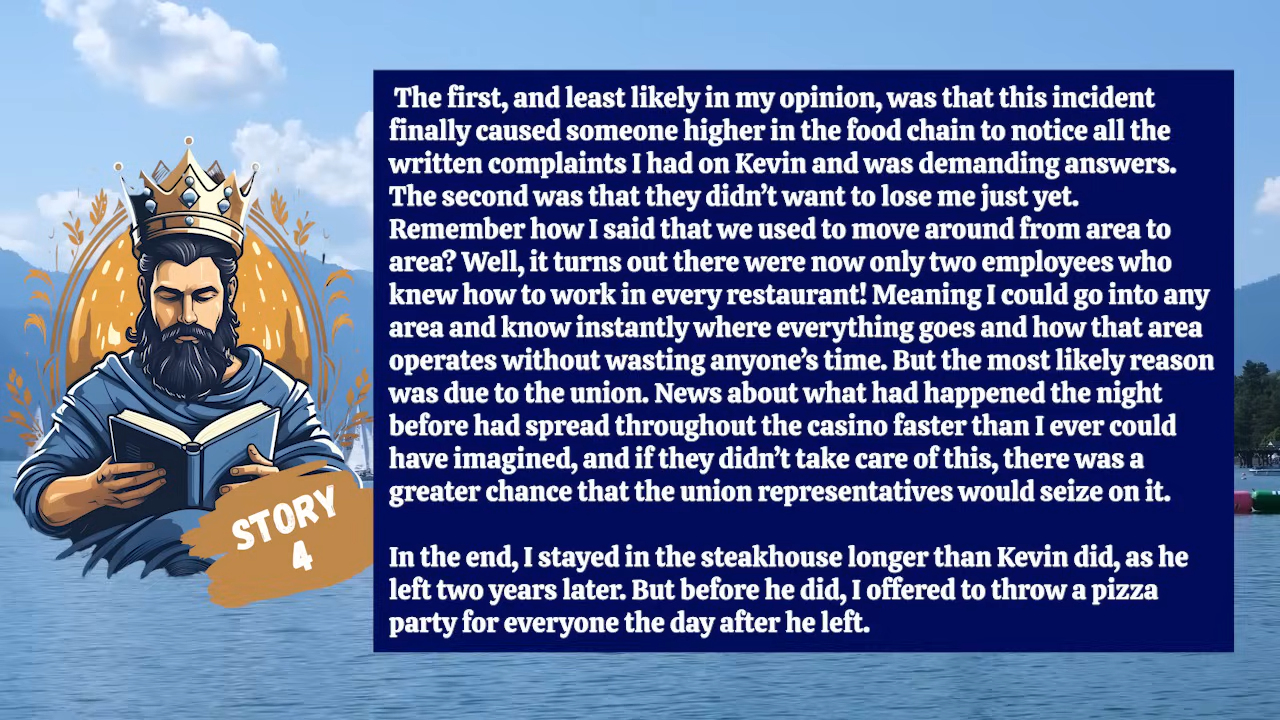 The first, and least likely in my opinion, was that this incident
finally caused someone higher in the food chain to notice all the
written complaints I had on Kevin and was demanding answers.
The second was that they didn’t want to lose me just yet.
Remember how I said that we used to move around from area to
area? Well, it turns out there were now only two employees who
knew how to work in every restaurant! Meaning I could go into any
area and know instantly where everything goes and how that area
operates without wasting anyone’s time. But the most likely reason
was due to the union. News about what had happened the night
before had spread throughout the casino faster than I ever could
have imagined, and if they didn’t take care of this, there was a
greater chance that the union representatives would seize on it.
In the end, I stayed in the steakhouse longer than Kevin did, as he
left two years later. But before he did, I offered to throw a pizza
party for everyone the day after he left.
STORY
4